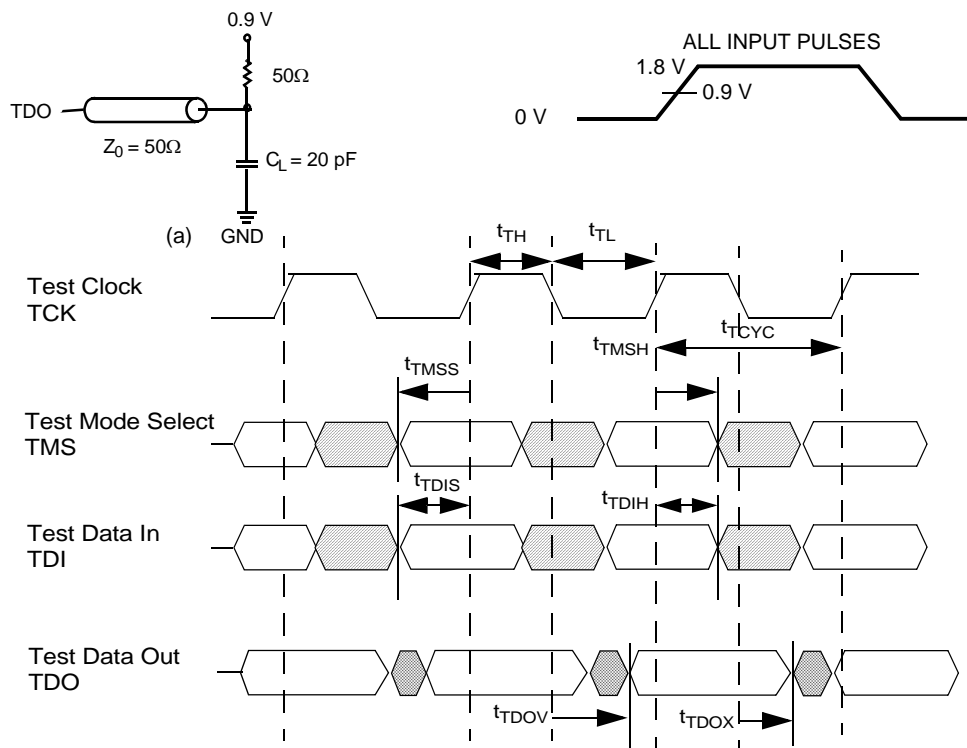 0.9 V
50Ω
TDO
Z0 = 50Ω
CL = 20 pF
(a)
GND
ALL INPUT PULSES
1.8 V
0.9 V
0 V
tTH
tTL
Test Clock
TCK
tTCYC
tTMSH
tTMSS
Test Mode Select
TMS
tTDIS
tTDIH
Test Data In
TDI
Test Data Out
TDO
tTDOV
tTDOX